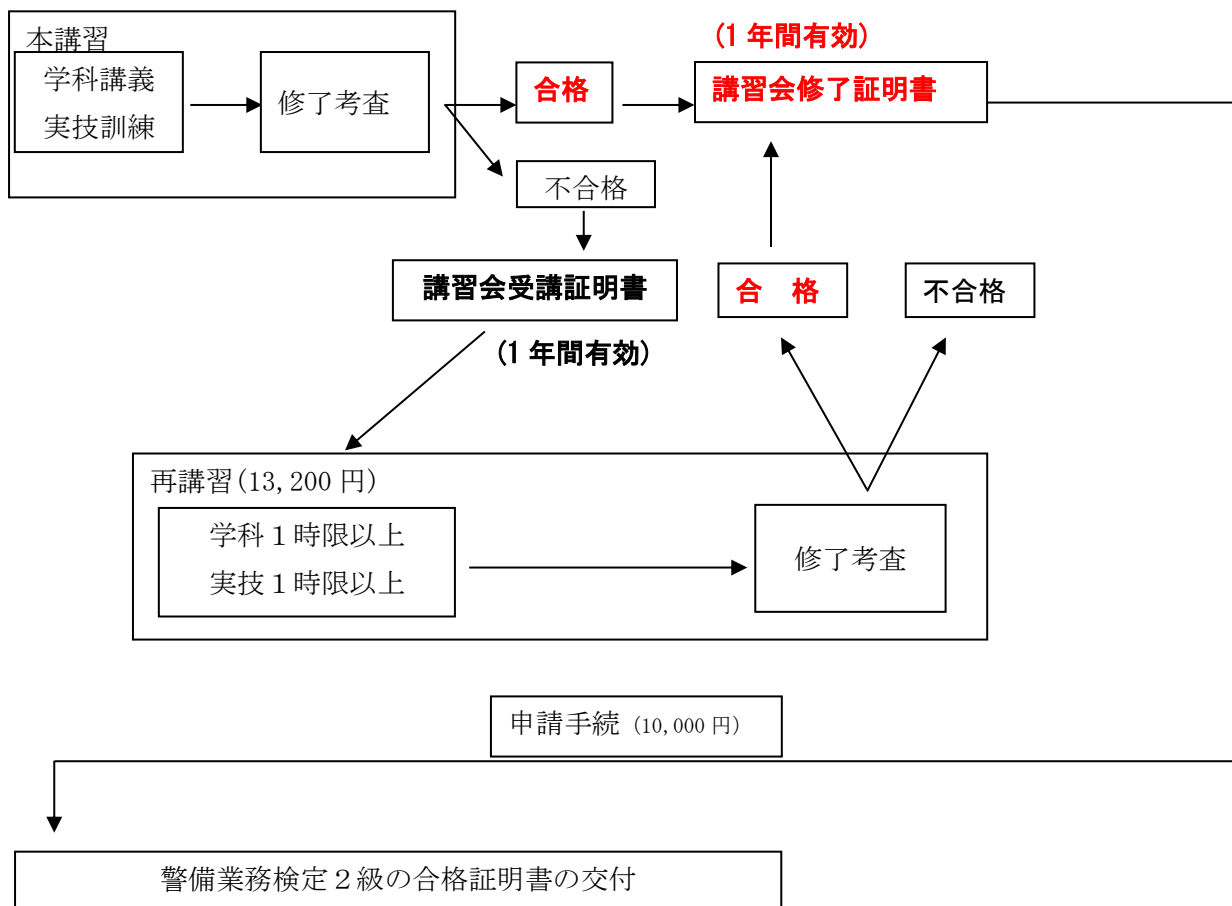 本講習
学科講義
実技訓練
修了考査
合格
(1 年間有効)
講習会修了証明書
不合格
講習会受講証明書
(1 年間有効)
合　格
不合格
再講習(13,200 円)
学科１時限以上
実技１時限以上
修了考査
申請手続 (10,000 円)
警備業務検定２級の合格証明書の交付